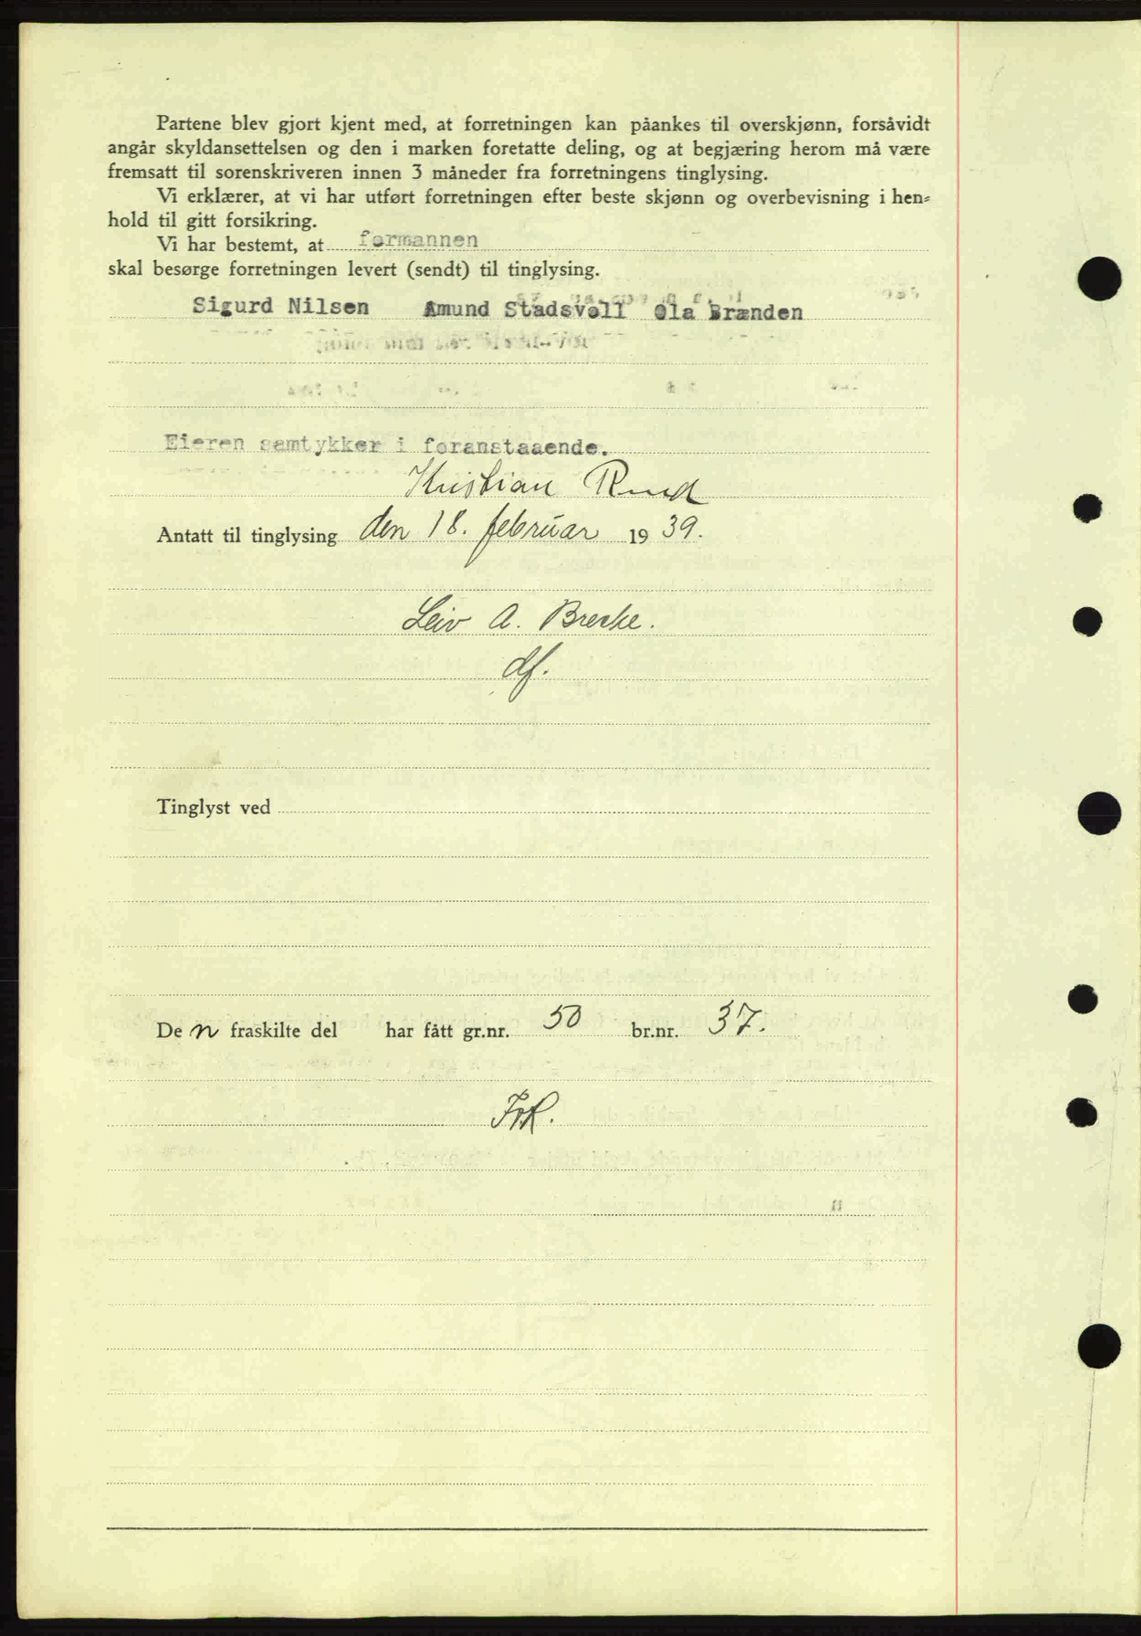 Partene blev gjort kjent med, at forretningen kan påankes til overskjønn, forsåvidt
angår skyldansettelsen og den i marken foretatte deling, og at begjæring herom må være
fremsatt til sorenskriveren innen 3 måneder fra forretningens tinglysing.
Vi erklærer, at vi har utført forretningen efter beste skjønn og overbevisning i hen-
hold til gitt forsikring.
Vi har bestemt, at formannen
skal besørge forretningen levert (sendt) til tinglysing.
Sigurd Nilsen Amund Stadsvoll Ola Brænden
Eieren samtykker i foranstaaende.
Kristian Rud
Antatt til tinglysing den 18. februar 1939.
Leiv A. Brecke.
df.
Tinglyst ved
De n fraskilte del har fått gr.nr. 50 br.nr. 37.